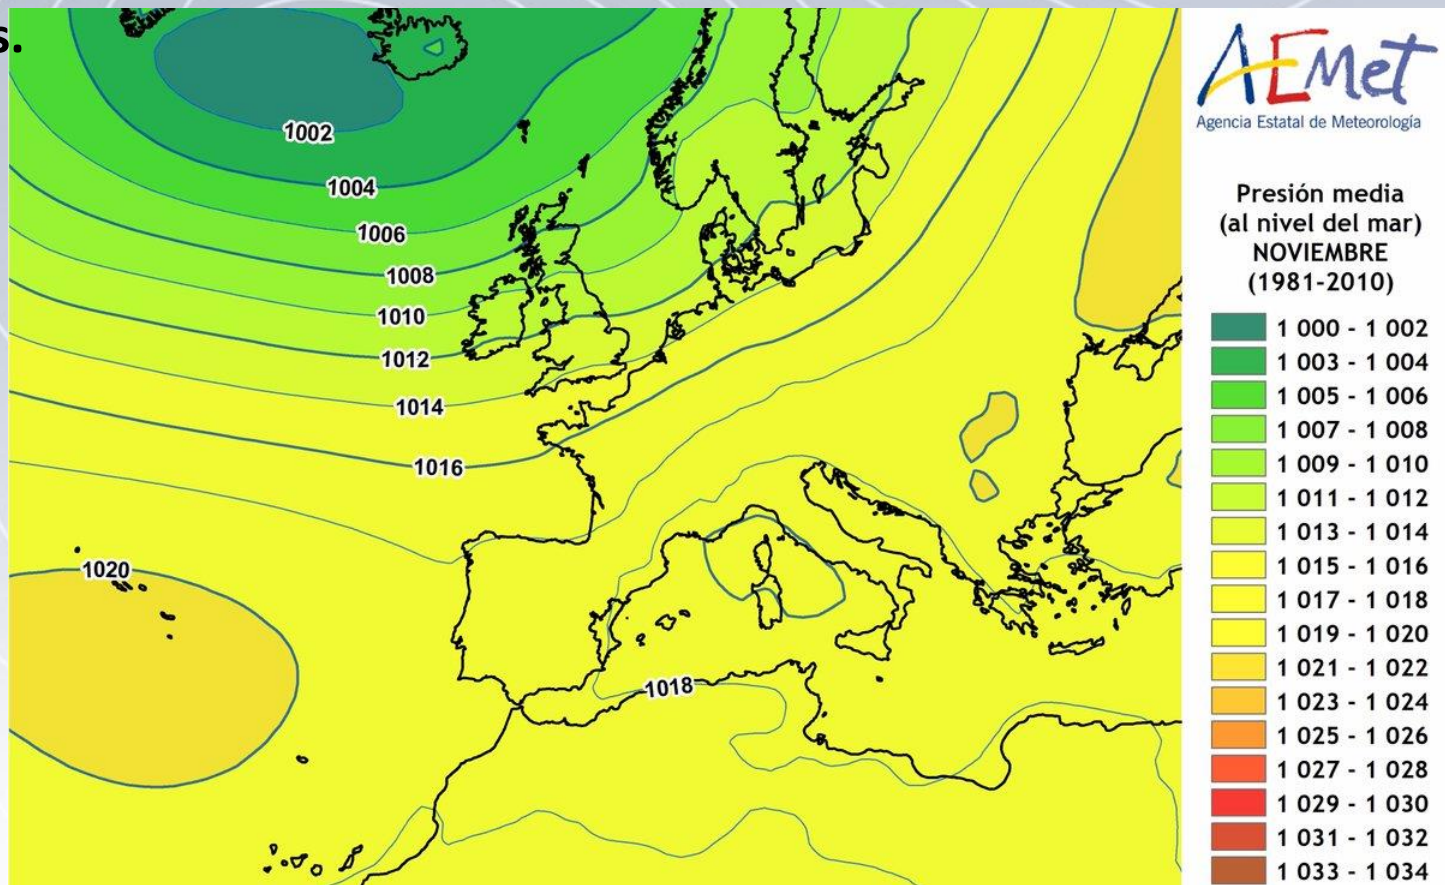 s.
AEMet
Agencia Estatal de Meteorología
Presión media
(al nivel del mar)
NOVIEMBRE
(1981-2010)
1 000 - 1 002
1 003 - 1 004
1 005 - 1 006
1 007 - 1 008
1 009 - 1 010
1 011 - 1 012
1 013 - 1 014
1 015 - 1 016
1 017 - 1 018
1 019 - 1 020
1 021 - 1 022
1 023 - 1 024
1 025 - 1 026
1 027 - 1 028
1 029 - 1 030
1 031 - 1 032
1 033 - 1 034
1002
1004
1006
1008
1010
1012
1014
1016
1020
1018